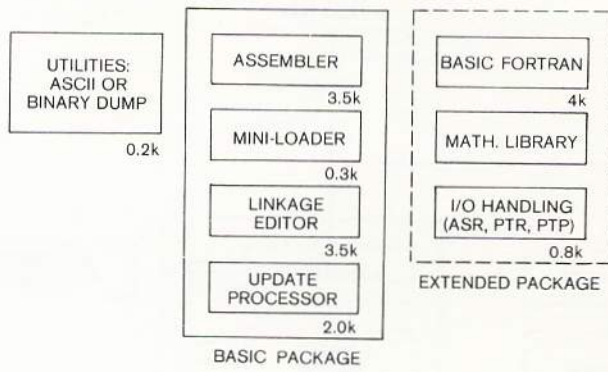 UTILITIES:
ASCII OR
BINARY DUMP
0.2k
ASSEMBLER
3.5k
MINI-LOADER
0.3k
LINKAGE
EDITOR
3.5k
UPDATE
PROCESSOR
2.0k
BASIC PACKAGE
BASIC FORTRAN
4k
MATH. LIBRARY
I/O HANDLING
(ASR, PTR, PTP)
0.8k
EXTENDED PACKAGE